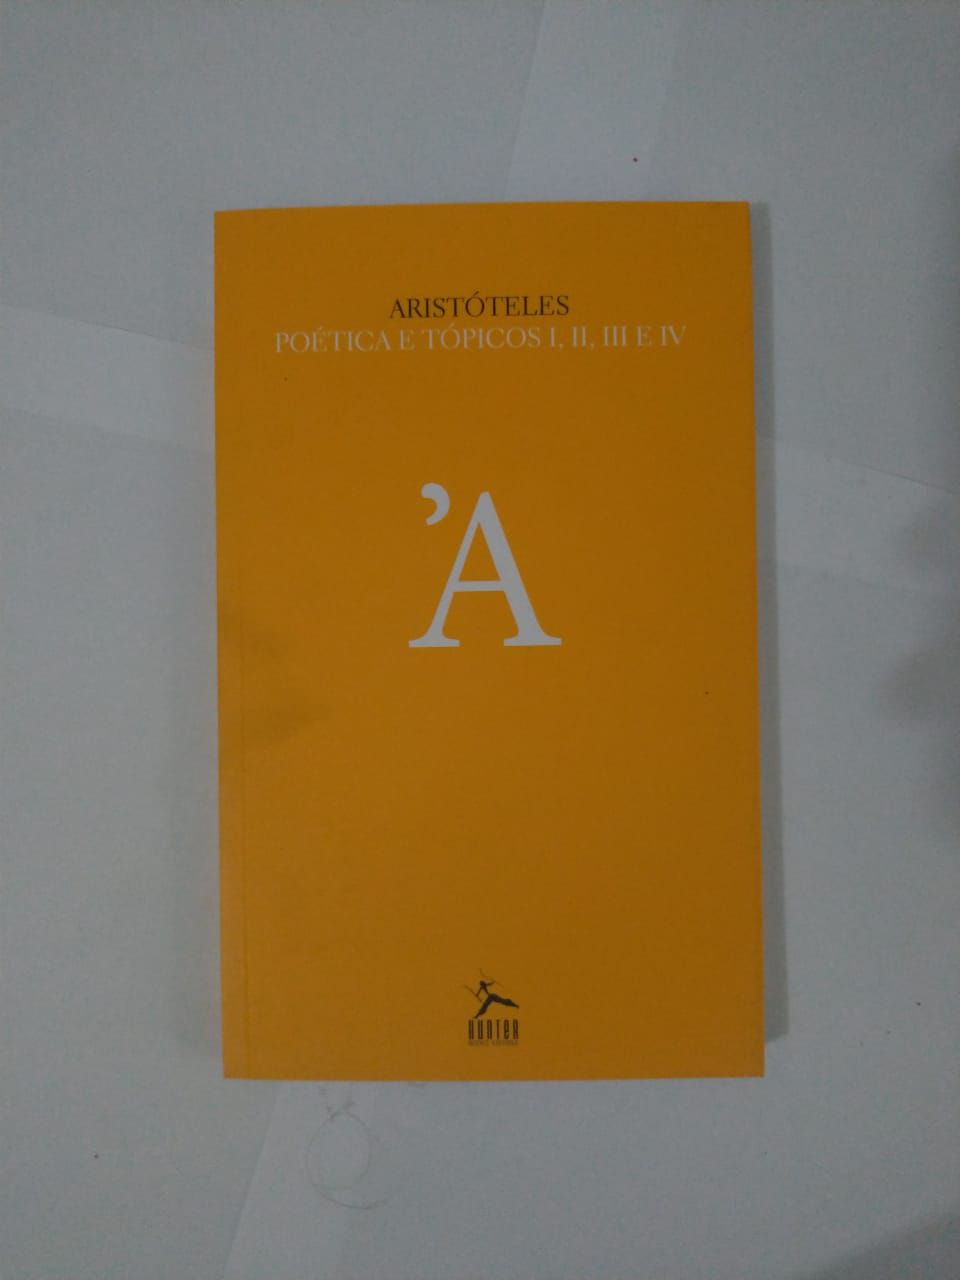 ARISTÓTELES
POÉTICA E TÓPICOS I, II, III E IV
Ἀ
HUNTER